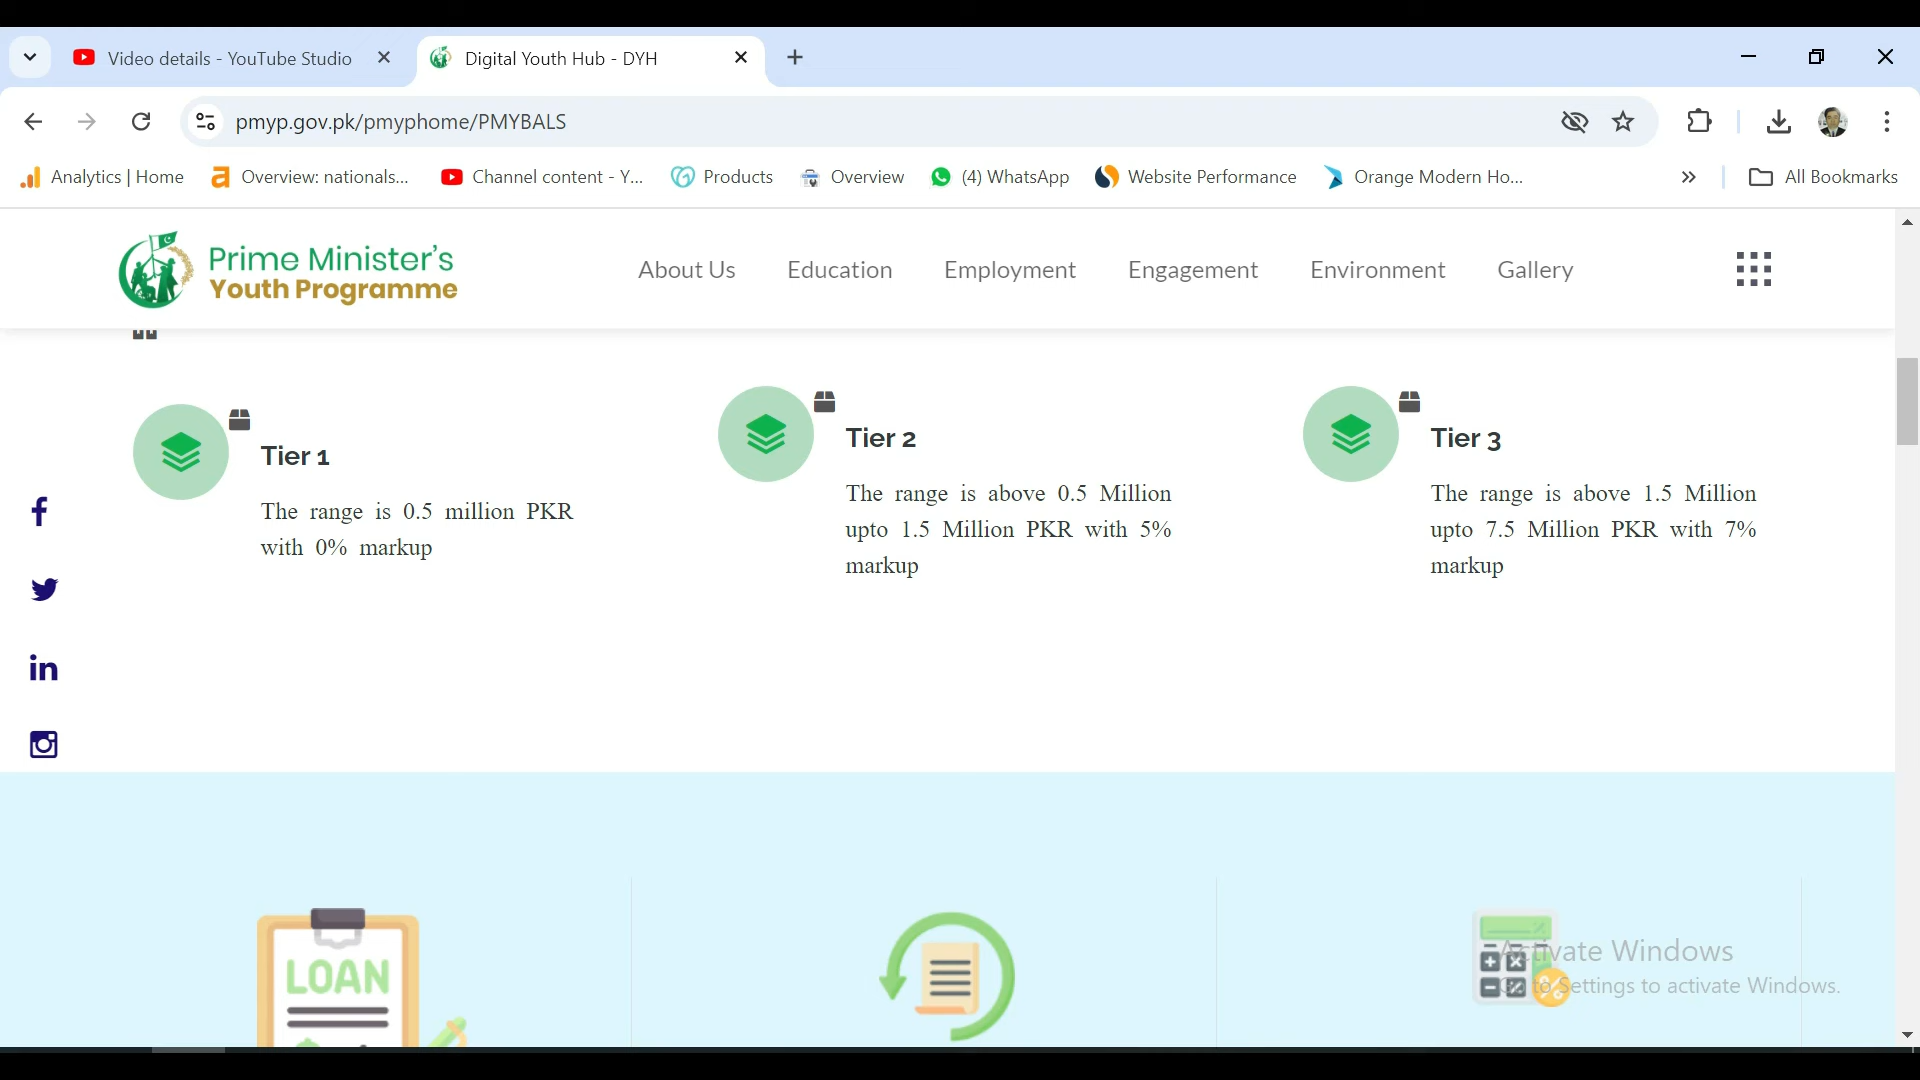 Video details - YouTube Studio
Digital Youth Hub - DYH
pmyp.gov.pk/pmyphome/PMYBALS
Analytics | Home
Overview: nationals...
Channel content - Y...
Products
Overview
(4) WhatsApp
Website Performance
Orange Modern Ho...
All Bookmarks
Prime Minister's
Youth Programme
About Us
Education
Employment
Engagement
Environment
Gallery
Tier 1
The range is 0.5 million PKR
with 0% markup
Tier 2
The range is above 0.5 Million
upto 1.5 Million PKR with 5%
markup
Tier 3
The range is above 1.5 Million
upto 7.5 Million PKR with 7%
markup
LOAN
Activate Windows
Go to Settings to activate Windows.